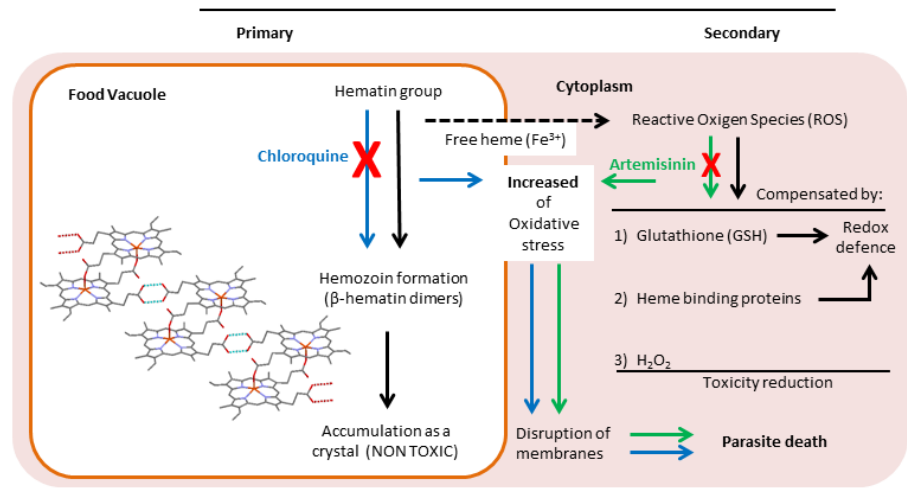 Primary
Secondary
Food Vacuole
Hematin group
Cytoplasm
Reactive Oxigen Species (ROS)
Free heme (Fe³⁺)
Chloroquine
X
Artemisinin
X
Increased
of
Oxidative
stress
Compensated by:
1) Glutathione (GSH)
Redox
defence
Hemozoin formation
(β-hematin dimers)
2) Heme binding proteins
3) H₂O₂
Toxicity reduction
Accumulation as a
crystal (NON TOXIC)
Disruption of
membranes
Parasite death